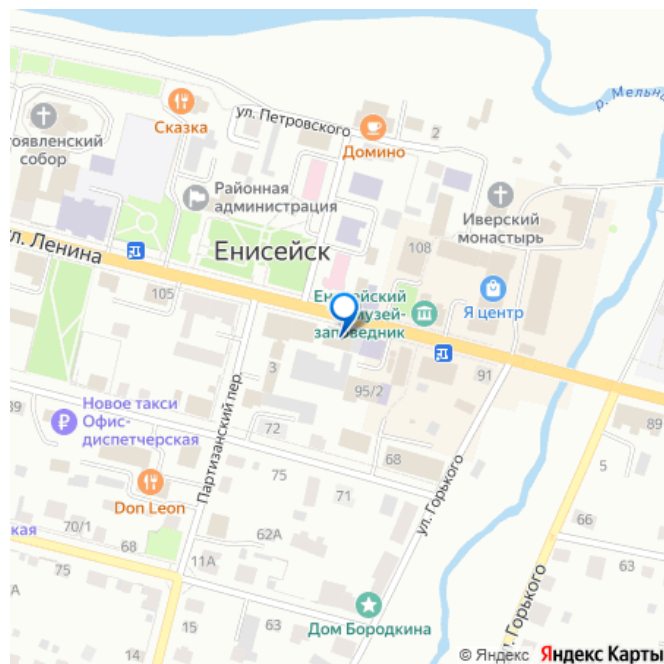 ул. Петровского
р. Мельн
Сказка
Домино
2
гоявленский
собор
Районная
администрация
Иверский
монастырь
ул. Ленина
Енисейск
108
105
Енисейский
музей-
заповедник
Я центр
3
95/2
91
89
Новое такси
Офис-
диспетчерская
Партизанский пер.
72
89
68
75
5
Don Leon
71
ул. Горького
70/1
кая
62А
66
68
75
11А
63
63
ул. Горького
Дом Бородкина
14
15
© Яндекс Яндекс Карты